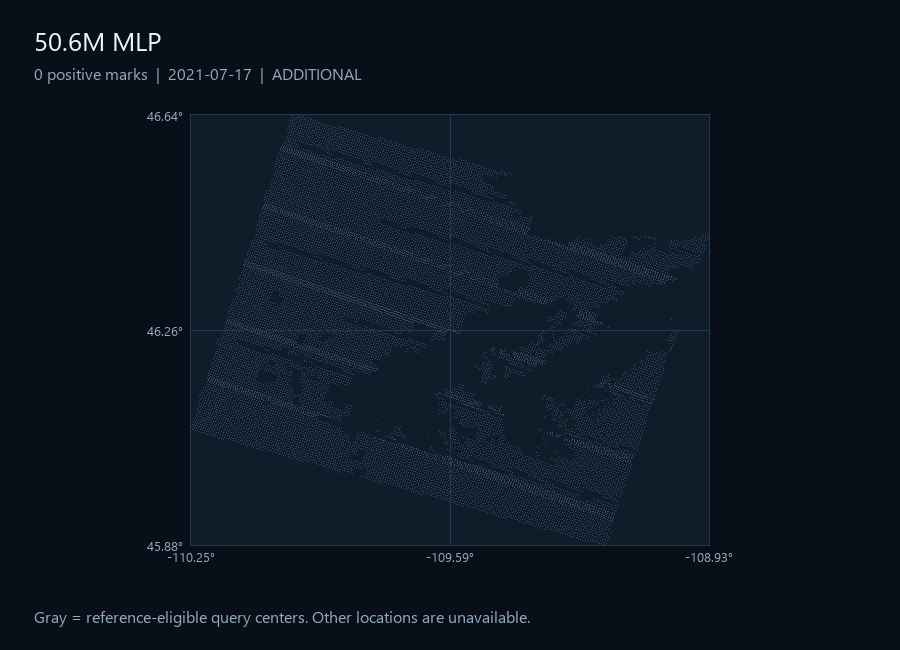 50.6M MLP
0 positive marks | 2021-07-17 | ADDITIONAL
46.64°
46.26°
45.88°
-110.25°
-109.59°
-108.93°
Gray = reference-eligible query centers. Other locations are unavailable.